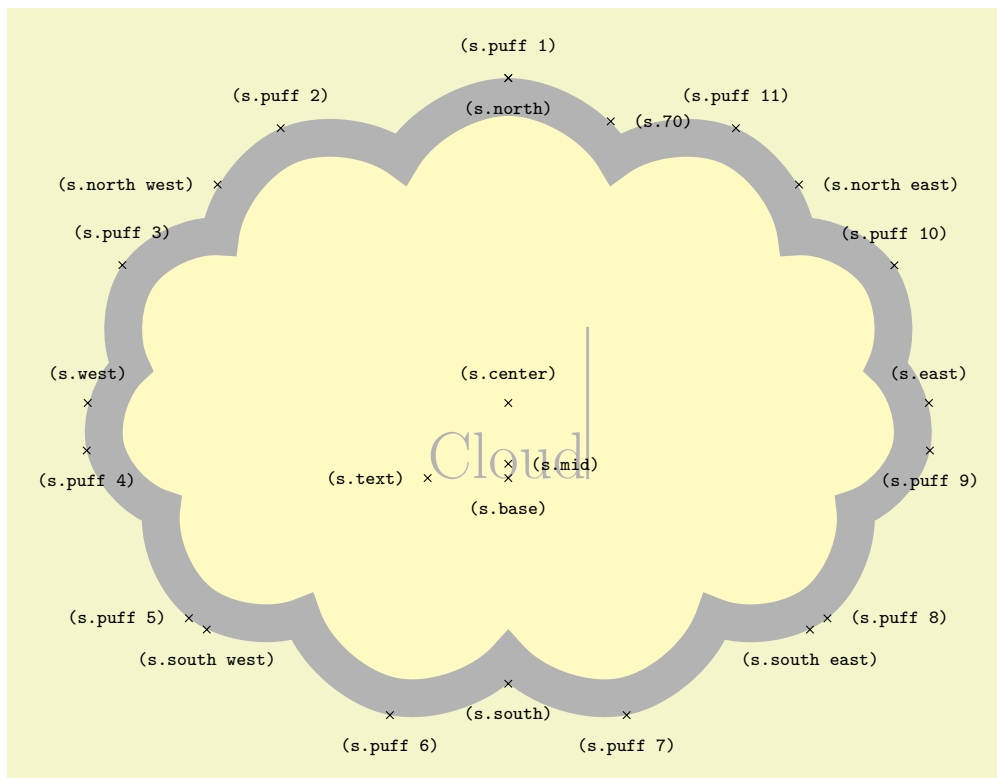 (s.puff 1)
(s.puff 2)
(s.puff 11)
(s.north)
(s.70)
(s.north west)
(s.north east)
(s.puff 3)
(s.puff 10)
(s.west)
(s.center)
(s.east)
Cloud
(s.mid)
(s.text)
(s.puff 4)
(s.puff 9)
(s.base)
(s.puff 5)
(s.puff 8)
(s.south west)
(s.south east)
(s.south)
(s.puff 6)
(s.puff 7)